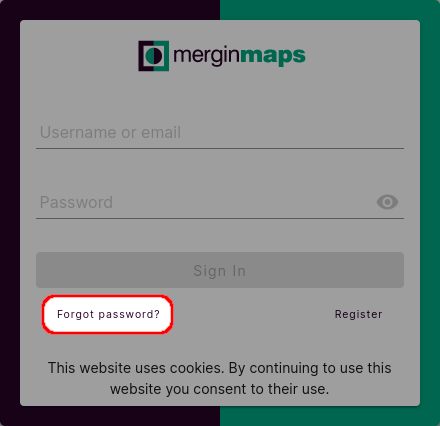 merginmaps
Username or email
Password
Sign In
Forgot password?
Register
This website uses cookies. By continuing to use this
website you consent to their use.